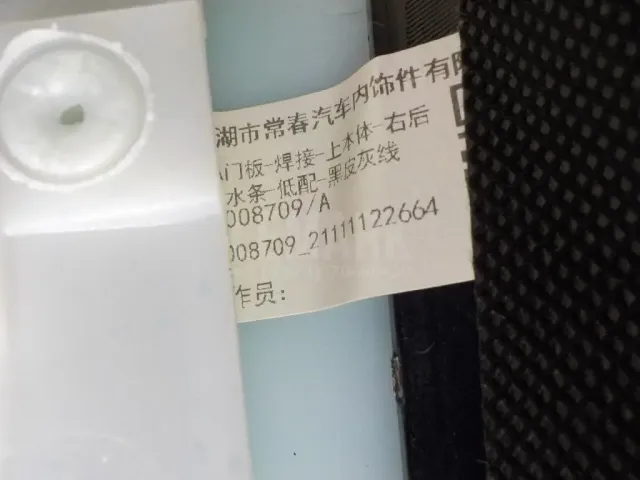 湖市常春汽车内饰件有限
门板-焊接-上本体-右后
水条-低配-黑皮灰线
008709/A
008709_21111122664
作员: